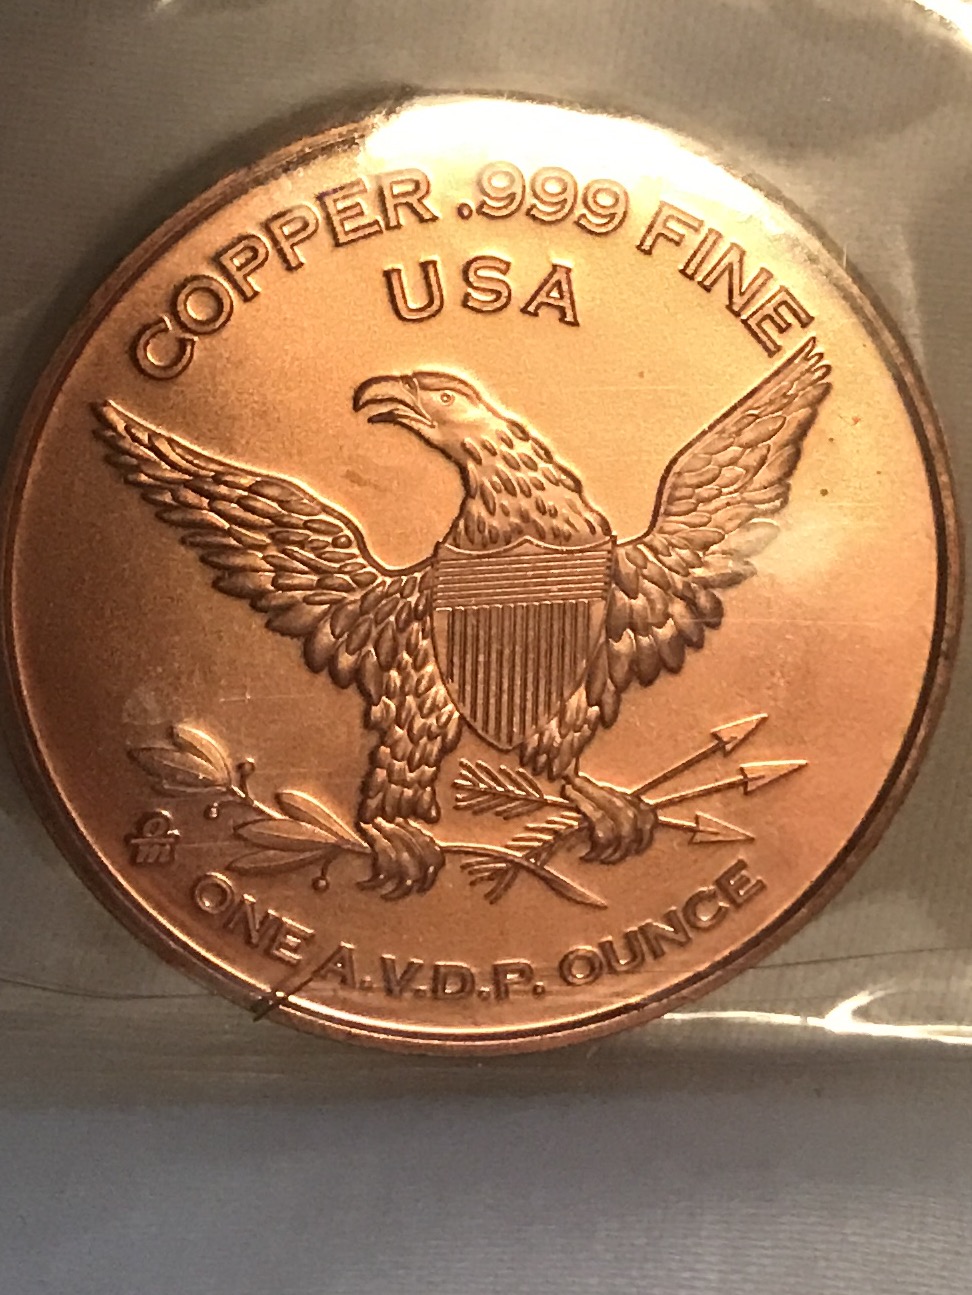 COPPER .999 FINE
USA
ONE A.V.D.P. OUNCE